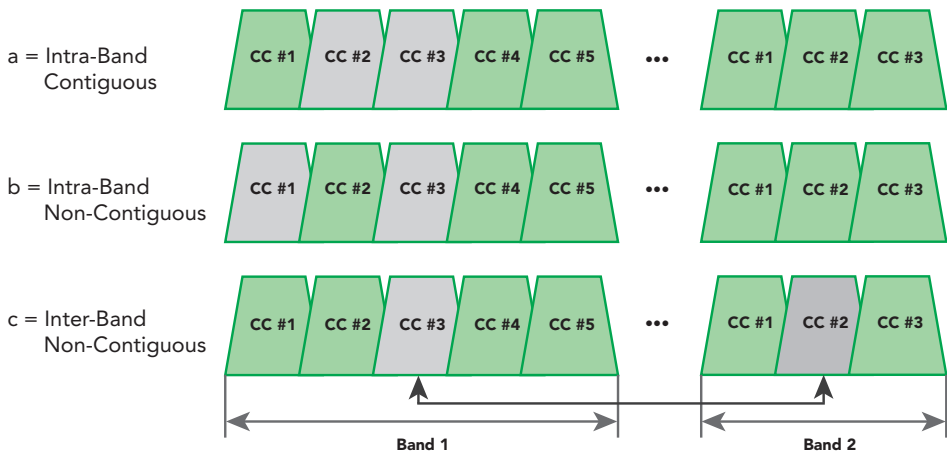 a = Intra-Band
Contiguous
CC #1 CC #2 CC #3 CC #4 CC #5 ••• CC #1 CC #2 CC #3
b = Intra-Band
Non-Contiguous
CC #1 CC #2 CC #3 CC #4 CC #5 ••• CC #1 CC #2 CC #3
c = Inter-Band
Non-Contiguous
CC #1 CC #2 CC #3 CC #4 CC #5 ••• CC #1 CC #2 CC #3
Band 1 Band 2